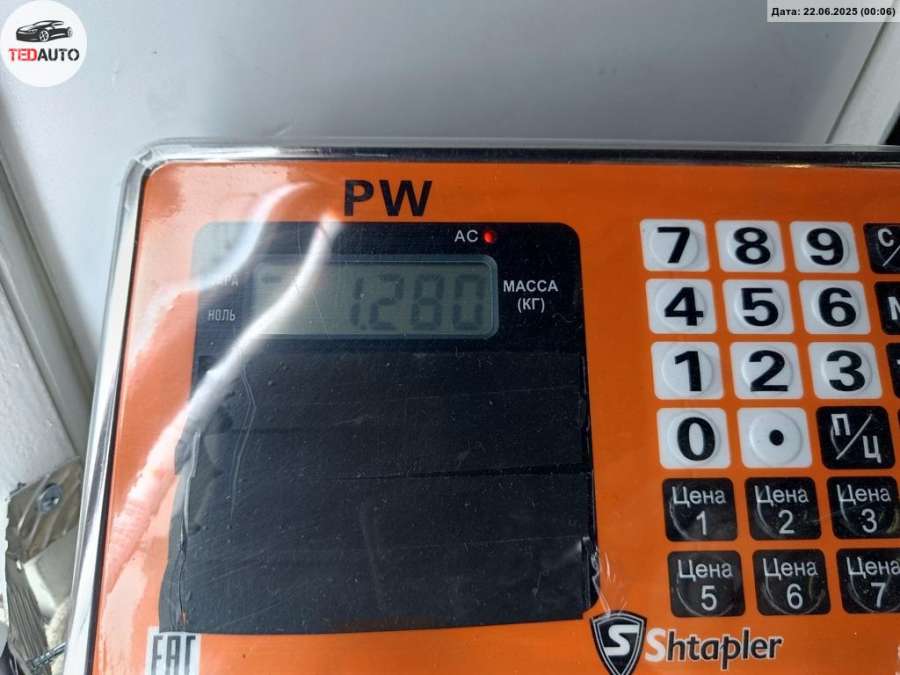 TEDAUTO
Дата: 22.06.2025 (00:06)
PW
AC
1.280
МАССА
(КГ)
НОЛЬ
7 8 9 С/
4 5 6
1 2 3
0 • П/Ц
Цена 1 Цена 2 Цена 3
Цена 5 Цена 6 Цена 7
EAC
S Shtapler